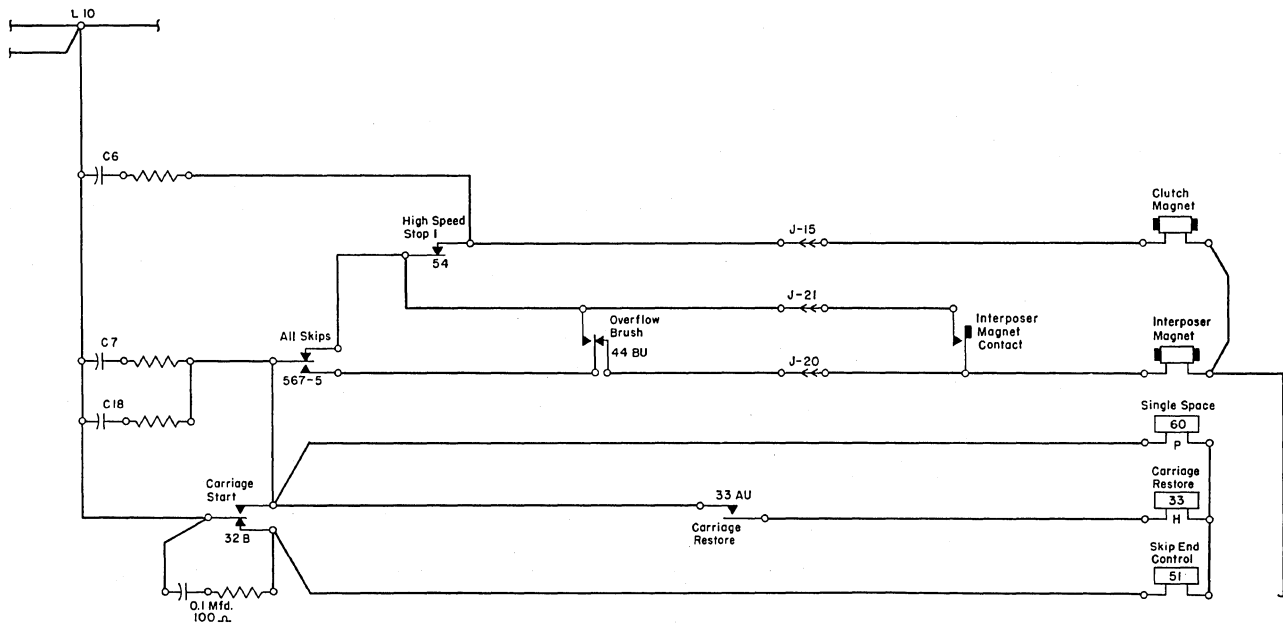 L 10
C6
High Speed
Stop 1
54
J-15
Clutch
Magnet
J-21
Overflow
Brush
44 BU
Interposer
Magnet
Contact
Interposer
Magnet
All Skips
567-5
C7
J-20
C18
Single Space
60
P
Carriage
Start
32 B
33 AU
Carriage
Restore
Carriage
Restore
33
H
Skip End
Control
51
0.1 Mfd.
100 Ω